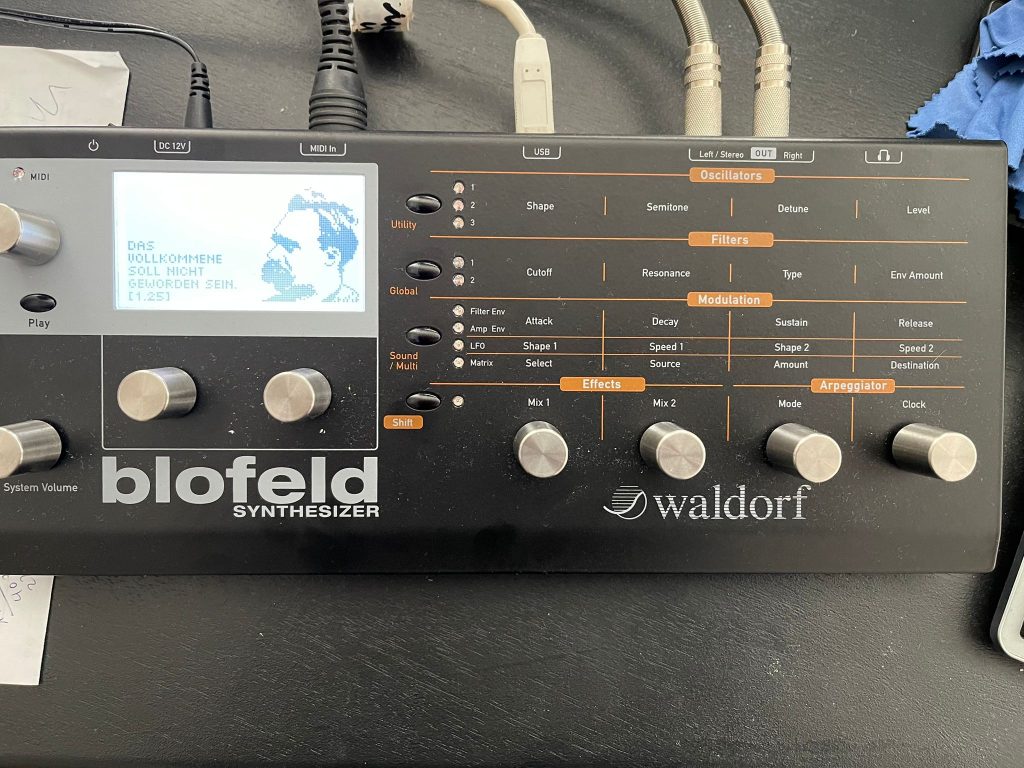 DC 12V
MIDI In
USB
Left / Stereo OUT Right
MIDI
DAS
VOLLKOMMENE
SOLL NICHT
GEWORDEN SEIN.
[1.25]
Play
System Volume
blofeld
SYNTHESIZER
Oscillators
Utility
1
2
3
Shape Semitone Detune Level
Filters
Global
1
2
Cutoff Resonance Type Env Amount
Modulation
Sound
/ Multi
Filter Env
Amp Env
Attack Decay Sustain Release
LFO Shape 1 Speed 1 Shape 2 Speed 2
Matrix Select Source Amount Destination
Effects Arpeggiator
Shift
Mix 1 Mix 2 Mode Clock
waldorf